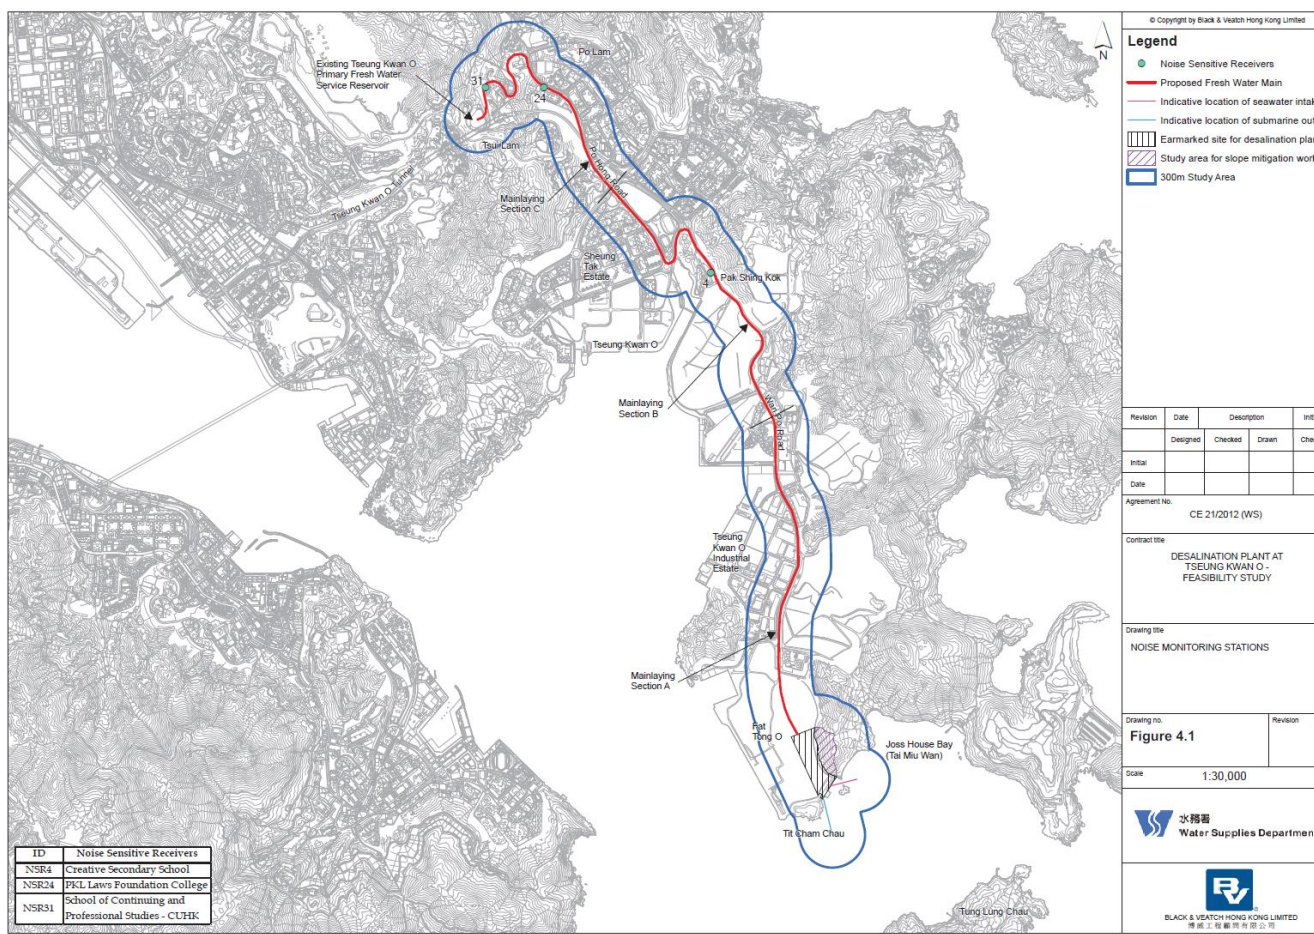 Existing Tseung Kwan O
Primary Fresh Water
Service Reservoir
31
24
Po Lam
Tsui Lam
Tseung Kwan O Tunnel
Mainlaying
Section C
Po Hong Road
Sheung
Tak
Estate
4
Pak Shing Kok
Tseung Kwan O
Mainlaying
Section B
Wan Po Road
Tseung
Kwan O
Industrial
Estate
Mainlaying
Section A
Fat
Tong O
Joss House Bay
(Tai Miu Wan)
Tit Cham Chau
Tung Lung Chau
N
ID Noise Sensitive Receivers
NSR4 Creative Secondary School
NSR24 PKL Laws Foundation College
NSR31 School of Continuing and
Professional Studies - CUHK
© Copyright by Black & Veatch Hong Kong Limited
Legend
Noise Sensitive Receivers
Proposed Fresh Water Main
Indicative location of seawater intak
Indicative location of submarine out
Earmarked site for desalination plan
Study area for slope mitigation work
300m Study Area
Revision Date Description Initi
Designed Checked Drawn Chec
Initial
Date
Agreement No.
CE 21/2012 (WS)
Contract title
DESALINATION PLANT AT
TSEUNG KWAN O -
FEASIBILITY STUDY
Drawing title
NOISE MONITORING STATIONS
Drawing no.
Revision
Figure 4.1
Scale 1:30,000
水務署
Water Supplies Departmen
BV
BLACK & VEATCH HONG KONG LIMITED
博威工程顧問有限公司